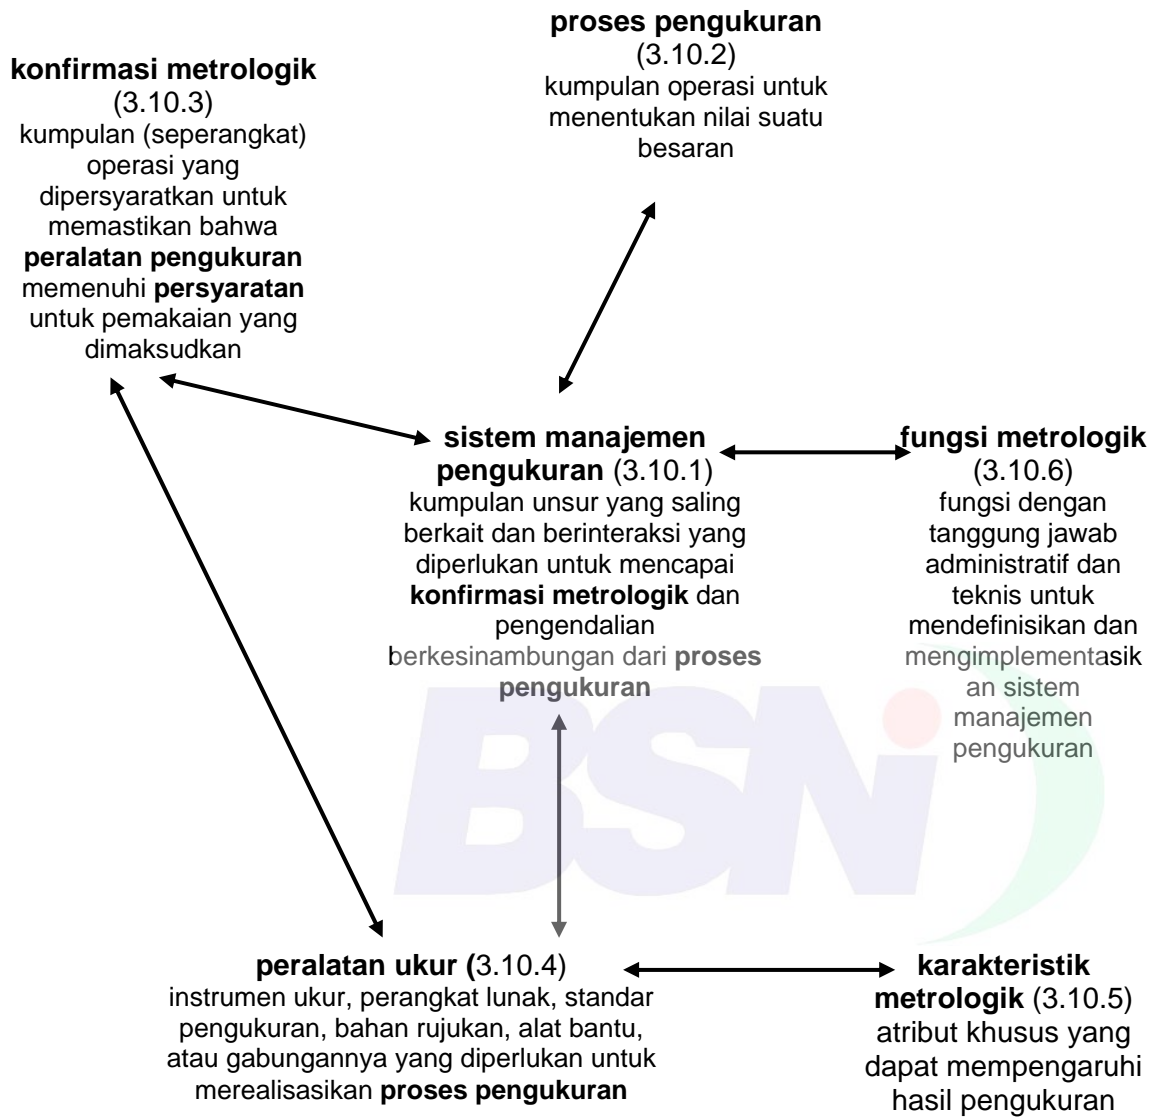 proses pengukuran
(3.10.2)
kumpulan operasi untuk
menentukan nilai suatu
besaran
konfirmasi metrologik
(3.10.3)
kumpulan (seperangkat)
operasi yang
dipersyaratkan untuk
memastikan bahwa
peralatan pengukuran
memenuhi persyaratan
untuk pemakaian yang
dimaksudkan
sistem manajemen
pengukuran (3.10.1)
kumpulan unsur yang saling
berkait dan berinteraksi yang
diperlukan untuk mencapai
konfirmasi metrologik dan
pengendalian
berkesinambungan dari proses
pengukuran
fungsi metrologik
(3.10.6)
fungsi dengan
tanggung jawab
administratif dan
teknis untuk
mendefinisikan dan
mengimplementasik
an sistem
manajemen
pengukuran
BSN
peralatan ukur (3.10.4)
instrumen ukur, perangkat lunak, standar
pengukuran, bahan rujukan, alat bantu,
atau gabungannya yang diperlukan untuk
merealisasikan proses pengukuran
karakteristik
metrologik (3.10.5)
atribut khusus yang
dapat mempengaruhi
hasil pengukuran